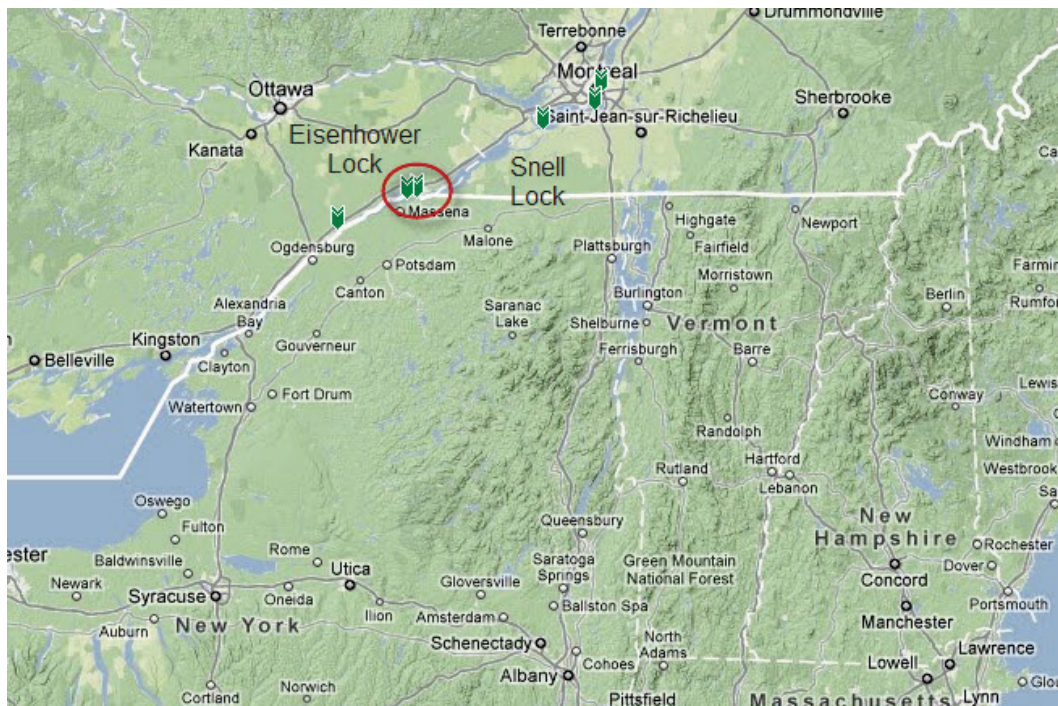 Drummondville
Terrebonne
Montreal
Ottawa
Sherbrooke
Saint-Jean-sur-Richelieu
Eisenhower
Lock
Kanata
Snell
Lock
Massena
Highgate
Newport
Malone
Fairfield
Ogdensburg
Plattsburgh
Potsdam
Morristown
Canton
Berlin
Alexandria
Bay
Saranac
Lake
Burlington
Kingston
Shelburne
Vermont
Gouverneur
Belleville
Clayton
Ferrisburgh
Barre
Fort Drum
Conway
Watertown
Randolph
Windham
Hartford
Rutland
Lebanon
Oswego
New
Hampshire
Fulton
Queensbury
Rochester
Rome
Baldwinsville
Saratoga
Springs
Green Mountain
National Forest
Dover
Utica
Concord
Newark
Gloversville
Syracuse
Oneida
Ilion
Ballston Spa
Portsmouth
Auburn
New York
Amsterdam
Manchester
Schenectady
North
Adams
Lawrence
Cohoes
Lowell
Albany
Cortland
Norwich
Pittsfield
Massachusetts
Lynn